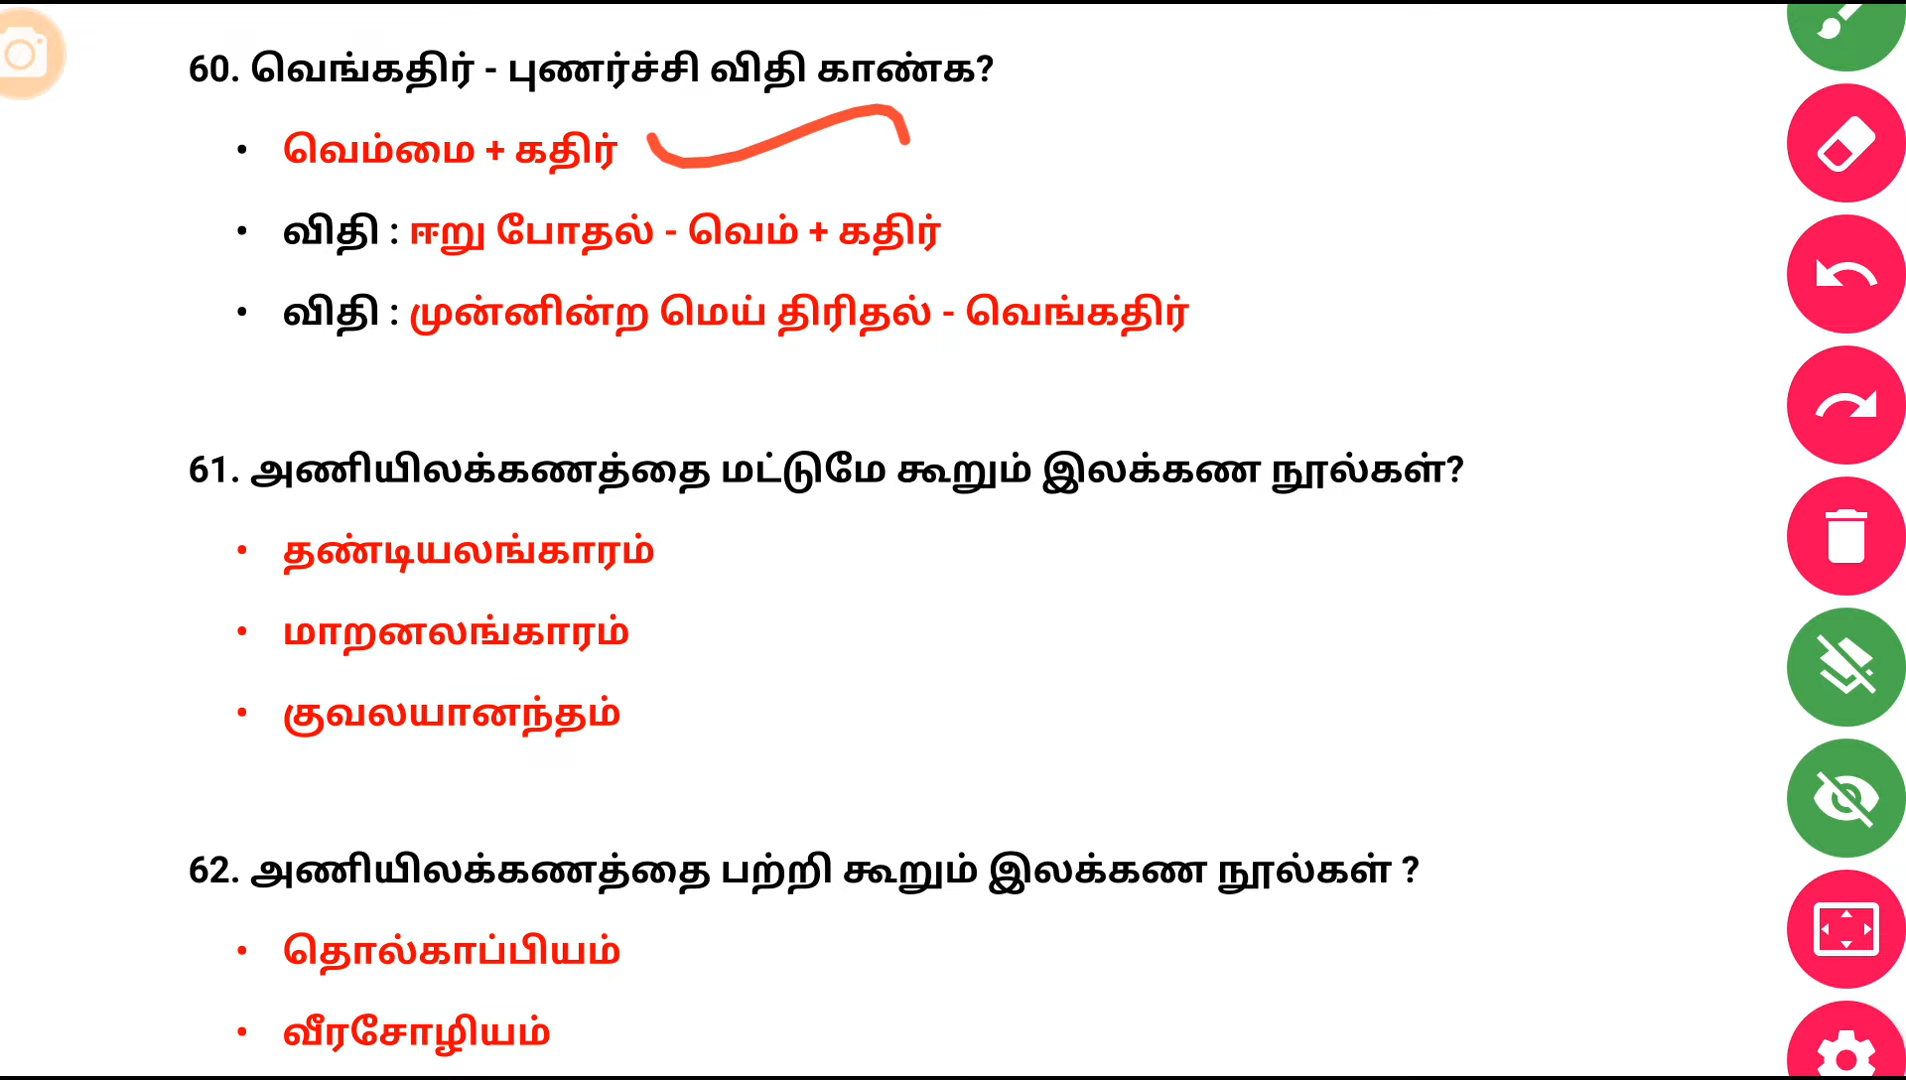 60. வெங்கதிர் - புணர்ச்சி விதி காண்க?
• வெம்மை + கதிர்
• விதி : ஈறு போதல் - வெம் + கதிர்
• விதி : முன்னின்ற மெய் திரிதல் - வெங்கதிர்
61. அணியிலக்கணத்தை மட்டுமே கூறும் இலக்கண நூல்கள்?
• தண்டியலங்காரம்
• மாறனலங்காரம்
• குவலயானந்தம்
62. அணியிலக்கணத்தை பற்றி கூறும் இலக்கண நூல்கள் ?
• தொல்காப்பியம்
• வீரசோழியம்